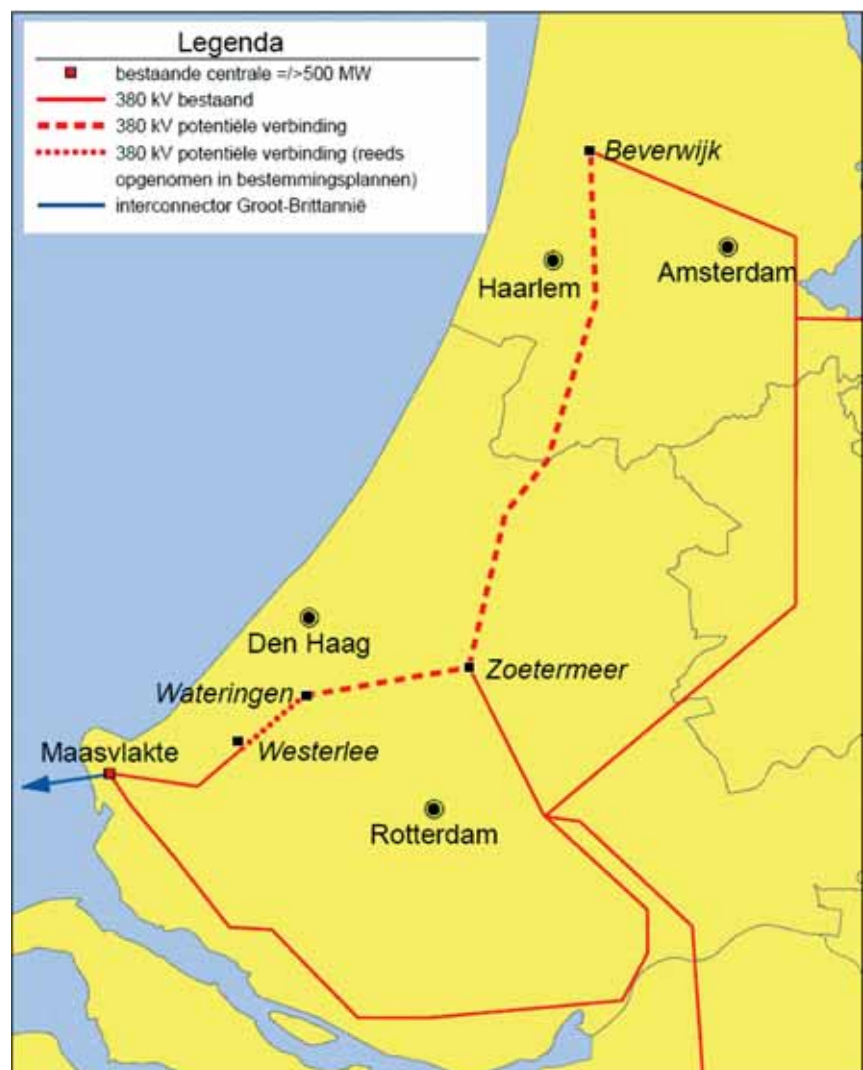 Legenda
bestaande centrale =/>500 MW
380 kV bestaand
380 kV potentiële verbinding
380 kV potentiële verbinding (reeds
opgenomen in bestemmingsplannen)
interconnector Groot-Brittannië
Beverwijk
Haarlem
Amsterdam
Den Haag
Zoetermeer
Wateringen
Westerlee
Maasvlakte
Rotterdam